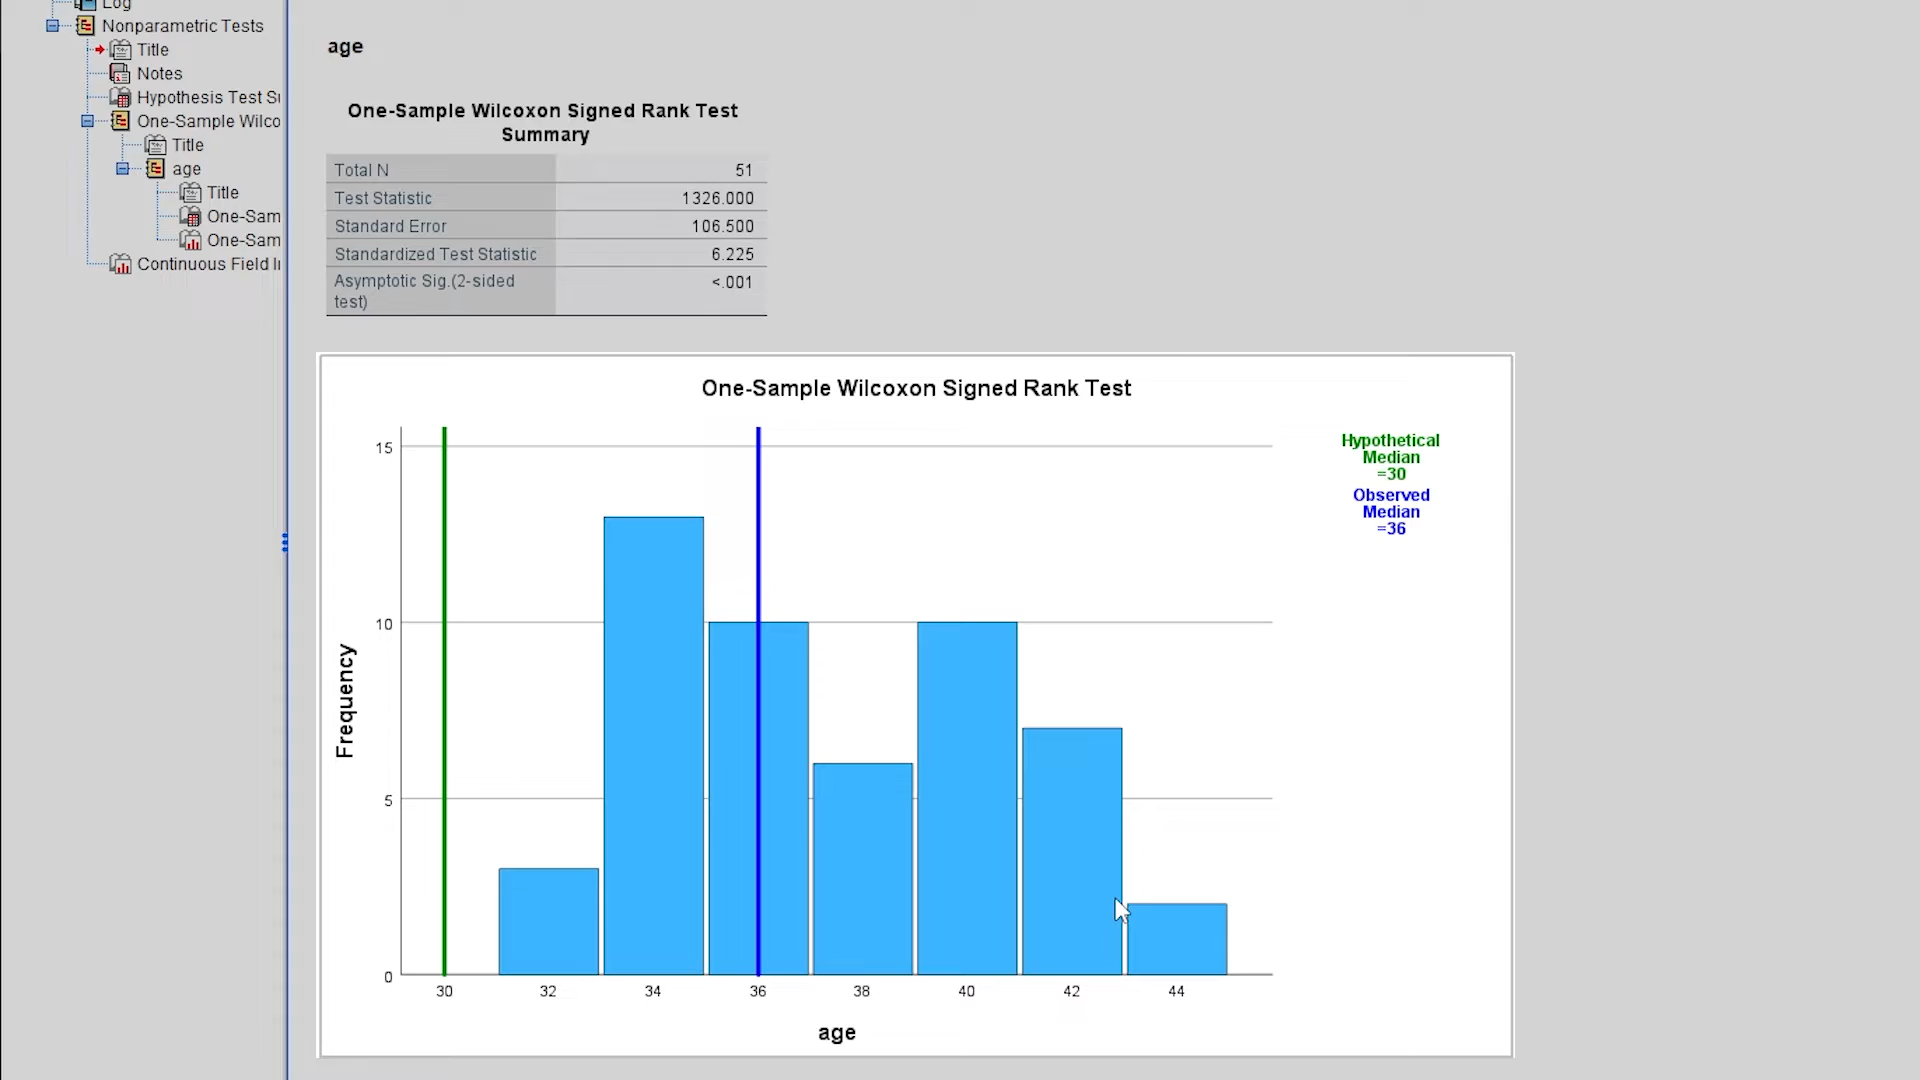 Log
Nonparametric Tests
Title
Notes
Hypothesis Test Su
One-Sample Wilco
Title
age
Title
One-Sam
One-Sam
Continuous Field I
age
One-Sample Wilcoxon Signed Rank Test
Summary
Total N 51
Test Statistic 1326.000
Standard Error 106.500
Standardized Test Statistic 6.225
Asymptotic Sig.(2-sided <.001
test)
One-Sample Wilcoxon Signed Rank Test
Hypothetical
Median
=30
Observed
Median
=36
15
10
5
0
Frequency
30 32 34 36 38 40 42 44
age